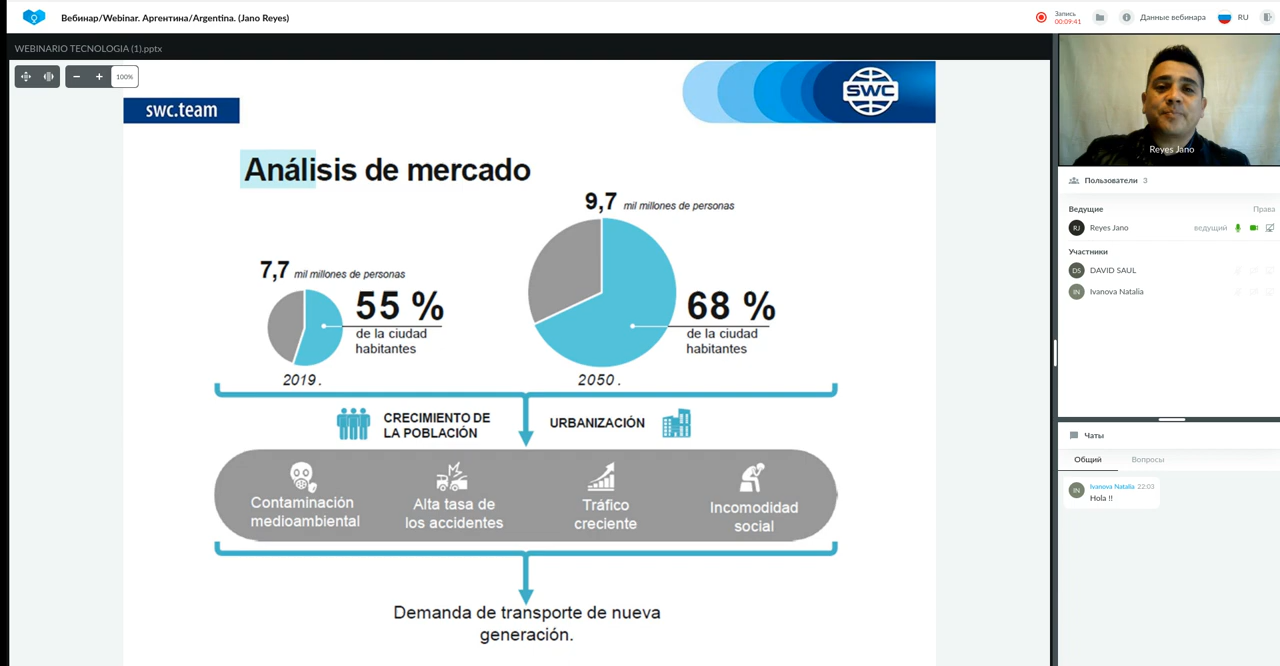 Вебинар/Webinar. Аргентина/Argentina. (Jano Reyes)
Запись
00:09:41
Данные вебинара
RU
WEBINARIO TECNOLOGIA (1).pptx
100%
swc.team
SWC
Análisis de mercado
9,7 mil millones de personas
7,7 mil millones de personas
55 %
de la ciudad
habitantes
68 %
de la ciudad
habitantes
2019.
2050.
CRECIMIENTO DE
LA POBLACIÓN
URBANIZACIÓN
Contaminación
medioambiental
Alta tasa de
los accidentes
Tráfico
creciente
Incomodidad
social
Demanda de transporte de nueva
generación.
Reyes Jano
Пользователи 3
Ведущие Права
RJ Reyes Jano ведущий
Участники
DS DAVID SAUL
IN Ivanova Natalia
Чаты
Общий Вопросы
IN Ivanova Natalia 22:03
Hola !!